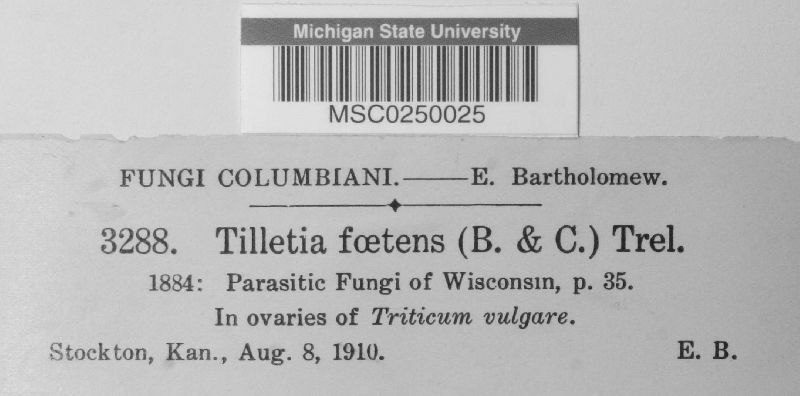 Michigan State University
MSC0250025
FUNGI COLUMBIANI.——E. Bartholomew.
3288. Tilletia fœtens (B. & C.) Trel.
1884: Parasitic Fungi of Wisconsin, p. 35.
In ovaries of Triticum vulgare.
Stockton, Kan., Aug. 8, 1910. E. B.